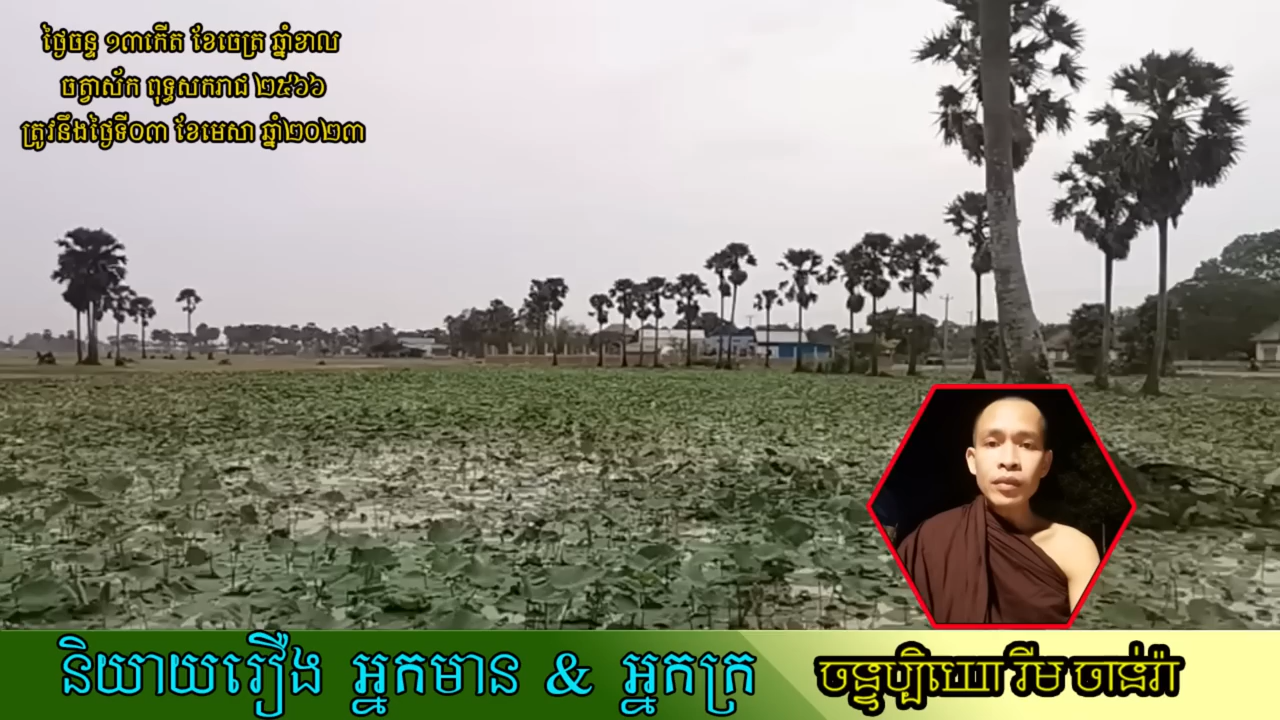 ថ្ងៃចន្ទ ១៣កើត ខែចេត្រ ឆ្នាំខាល
ចត្វាស័ក ពុទ្ធសករាជ ២៥៦៦
ត្រូវនឹងថ្ងៃទី០៣ ខែមេសា ឆ្នាំ២០២៣
និយាយរឿង អ្នកមាន & អ្នកក្រ
ចន្ទប្បិយោ រីម ចាន់រ៉ា